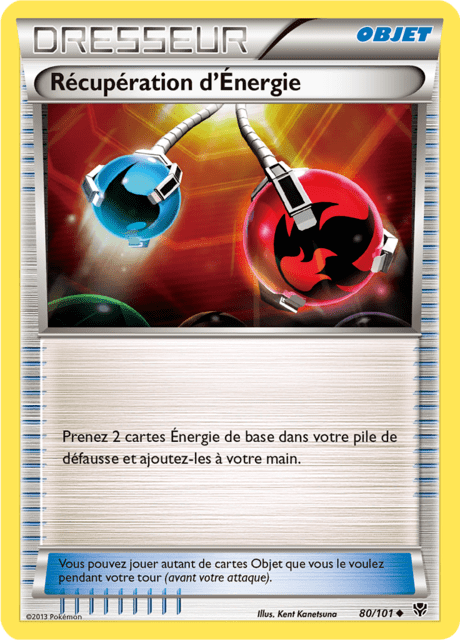 DRESSEUR
OBJET
Récupération d'Énergie
Prenez 2 cartes Énergie de base dans votre pile de
défausse et ajoutez-les à votre main.
Vous pouvez jouer autant de cartes Objet que vous le voulez
pendant votre tour (avant votre attaque).
©2013 Pokémon
Illus. Kent Kanetsuna
80/101